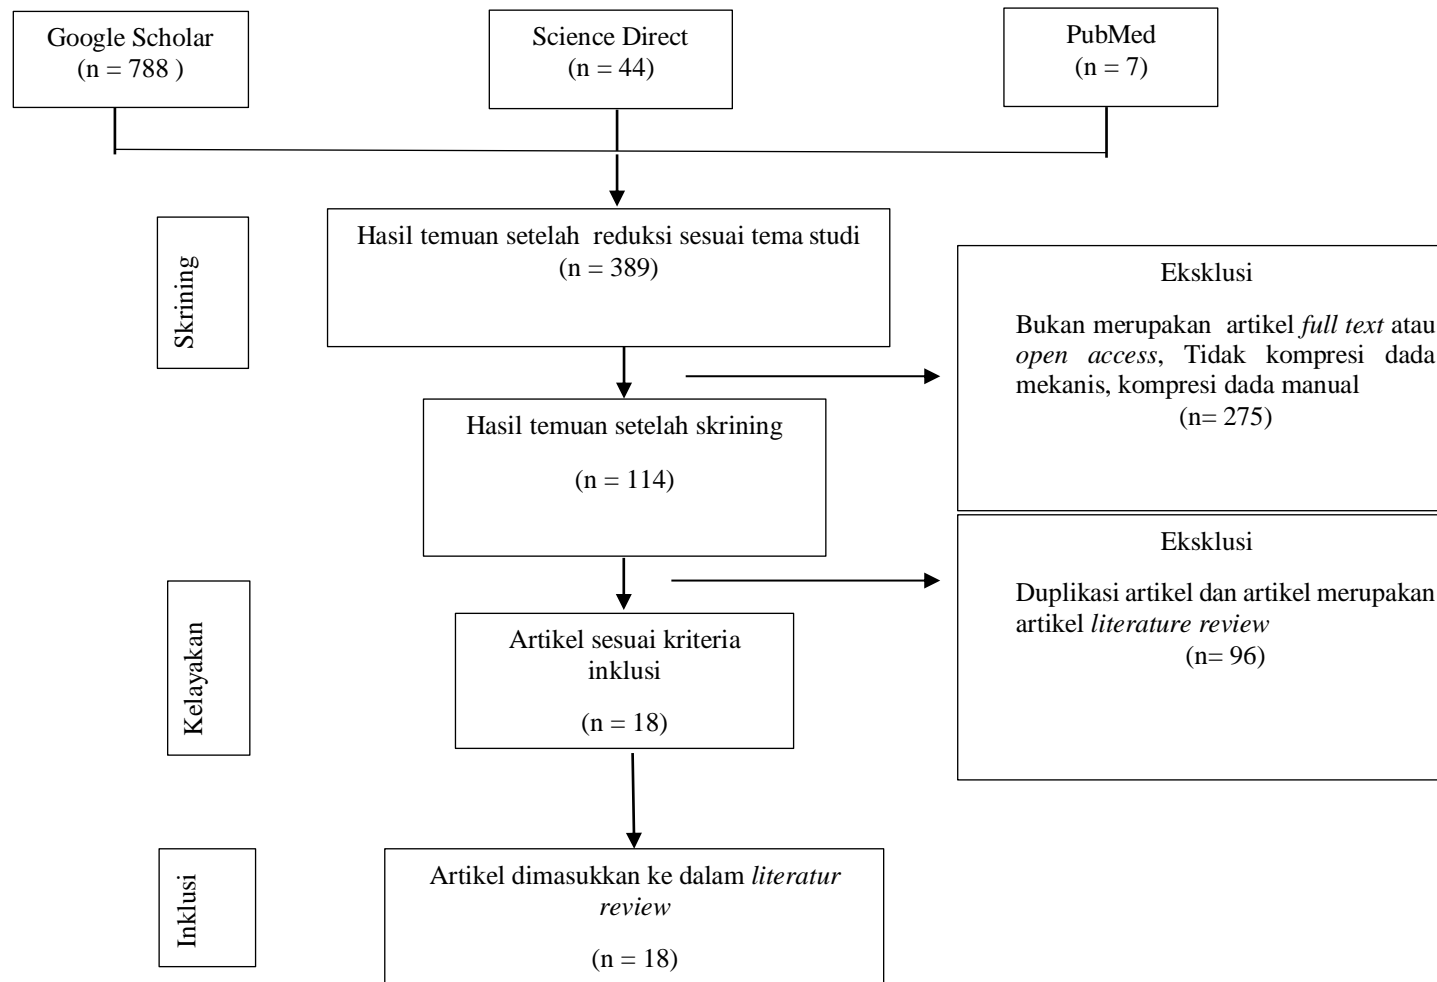 Google Scholar
(n = 788 )
Science Direct
(n = 44)
PubMed
(n = 7)
Skrining
Hasil temuan setelah reduksi sesuai tema studi
(n = 389)
Eksklusi
Bukan merupakan artikel full text atau
open access, Tidak kompresi dada
mekanis, kompresi dada manual
(n= 275)
Hasil temuan setelah skrining
(n = 114)
Eksklusi
Duplikasi artikel dan artikel merupakan
artikel literature review
(n= 96)
Kelayakan
Artikel sesuai kriteria
inklusi
(n = 18)
Inklusi
Artikel dimasukkan ke dalam literatur
review
(n = 18)